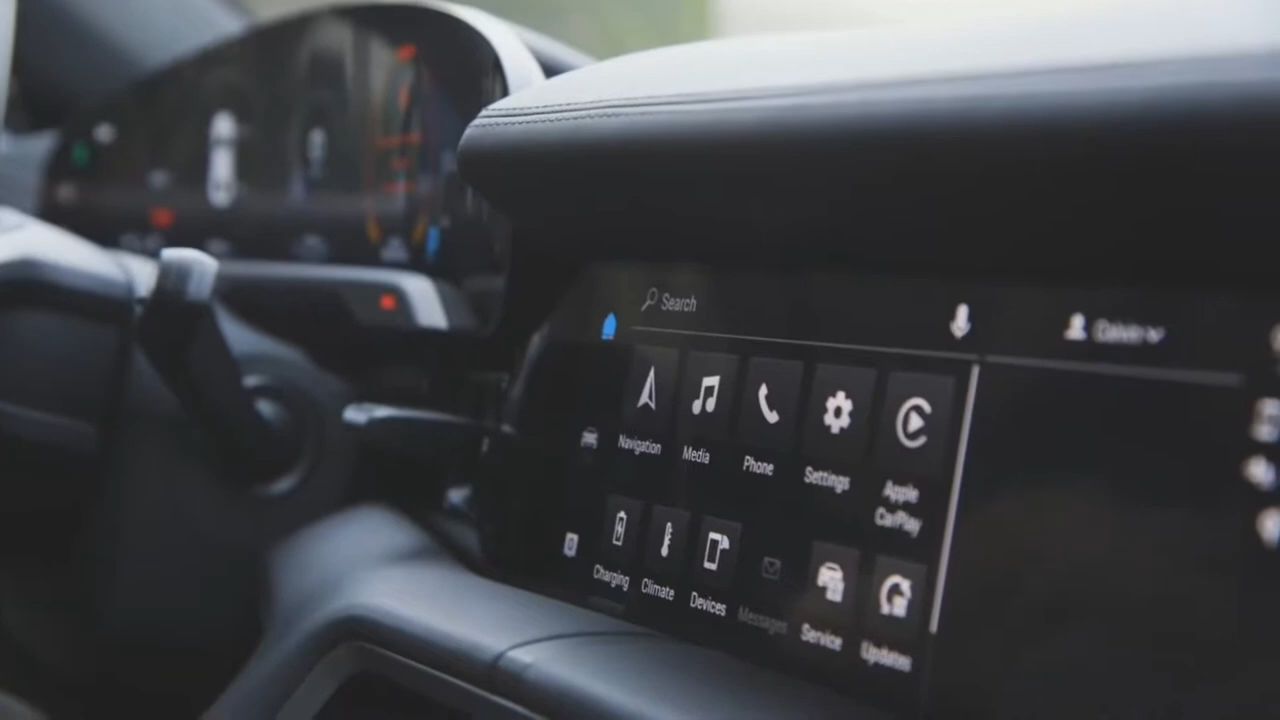 Search
Navigation
Media
Phone
Settings
Apple
CarPlay
Charging
Climate
Devices
Messages
Service
Updates